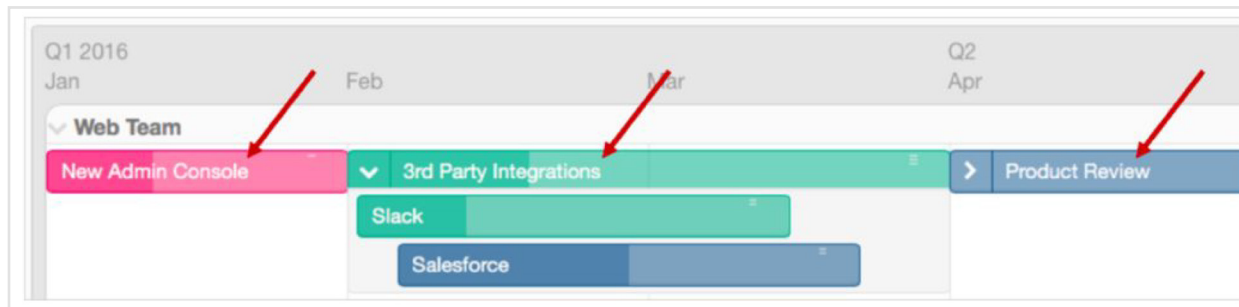 Q1 2016
Q2
Jan
Feb
Mar
Apr
Web Team
New Admin Console
3rd Party Integrations
Product Review
Slack
Salesforce